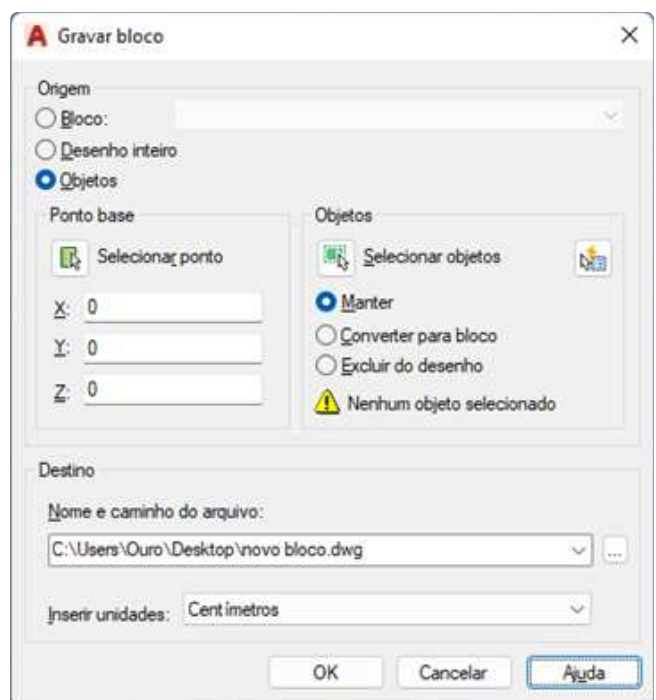 Gravar bloco
Origem
Bloco:
Desenho inteiro
Objetos
Ponto base
Selecionar ponto
X: 0
Y: 0
Z: 0
Objetos
Selecionar objetos
Manter
Converter para bloco
Excluir do desenho
Nenhum objeto selecionado
Destino
Nome e caminho do arquivo:
C:\Users\Ouro\Desktop\novo bloco.dwg
...
Inserir unidades: Centímetros
OK Cancelar Ajuda